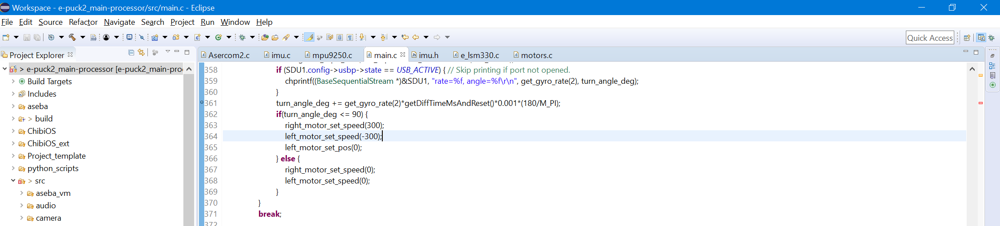 Workspace - e-puck2_main-processor/src/main.c - Eclipse
File Edit Source Refactor Navigate Search Project Run Window Help
Quick Access
Project Explorer
> e-puck2_main-processor [e-puck2_main-pro
Build Targets
Includes
aseba
> build
ChibiOS
ChibiOS_ext
Project_template
python_scripts
> src
aseba_vm
audio
camera
Asercom2.c imu.c mpu9250.c main.c imu.h e_lsm330.c motors.c
358 if (SDU1.config->usbp->state == USB_ACTIVE) { // Skip printing if port not opened.
359 chprintf((BaseSequentialStream *)&SDU1, "rate=%f, angle=%f\r\n", get_gyro_rate(2), turn_angle_deg);
360 }
361 turn_angle_deg += get_gyro_rate(2)*getDiffTimeMsAndReset()*0.001*(180/M_PI);
362 if(turn_angle_deg <= 90) {
363 right_motor_set_speed(300);
364 left_motor_set_speed(-300);
365 left_motor_set_pos(0);
366 } else {
367 right_motor_set_speed(0);
368 left_motor_set_speed(0);
369 }
370 }
371 break;
372